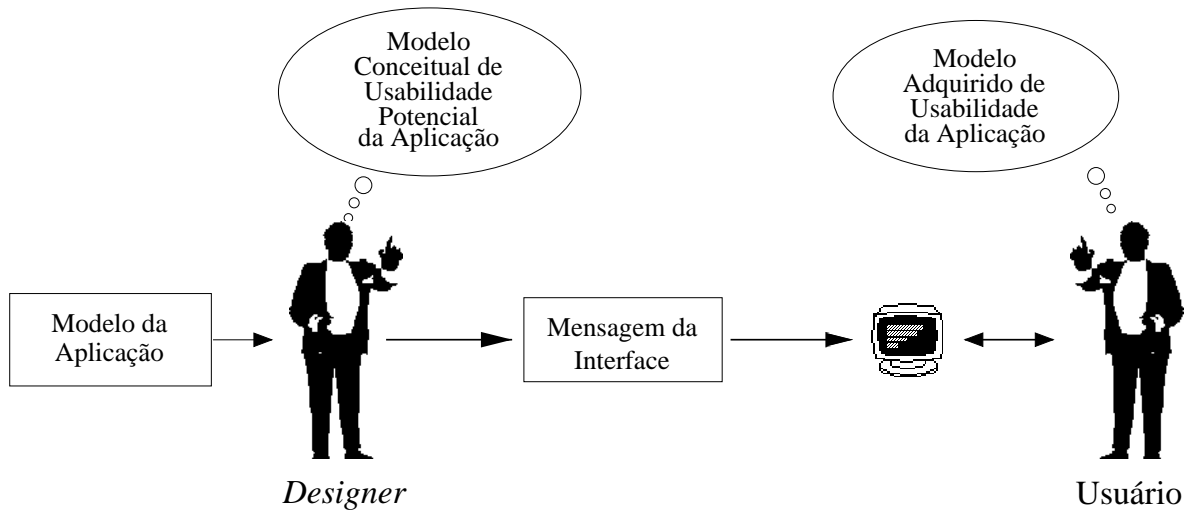 Modelo
Conceitual de
Usabilidade
Potencial
da Aplicação
Modelo
Adquirido de
Usabilidade
da Aplicação
Modelo da
Aplicação
Mensagem da
Interface
Designer
Usuário